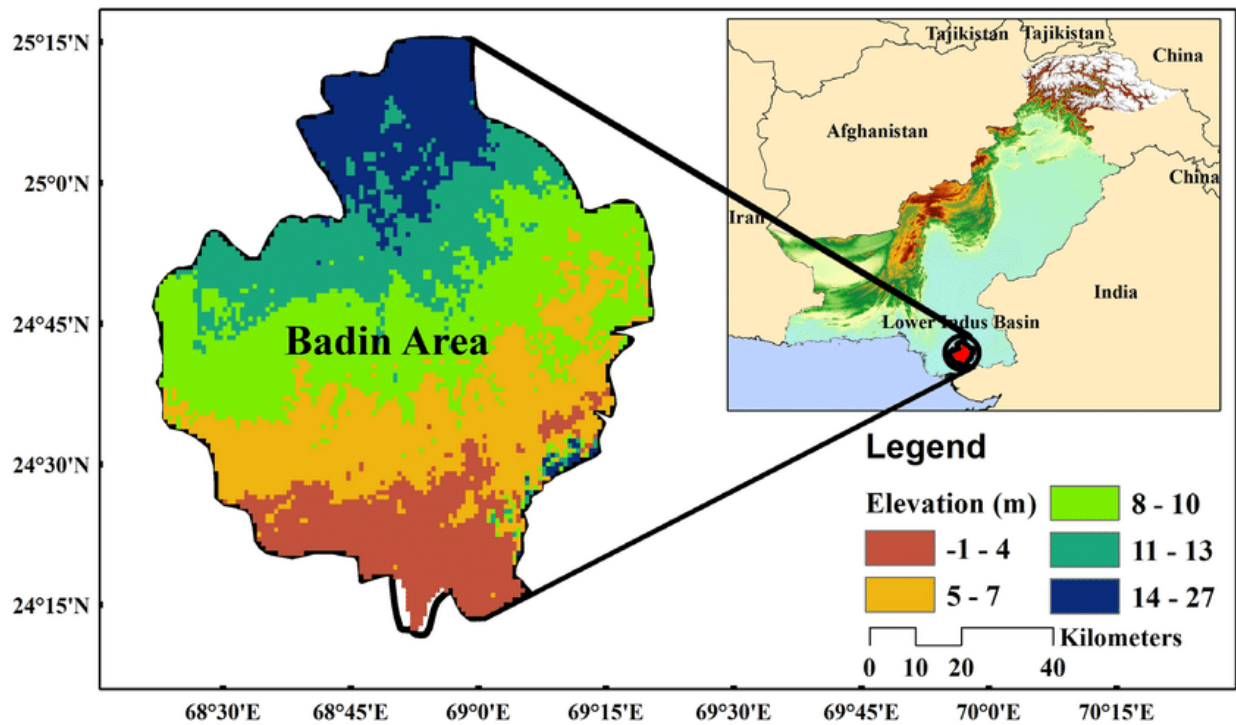 25°15'N
25°0'N
24°45'N
24°30'N
24°15'N
68°30'E
68°45'E
69°0'E
69°15'E
69°30'E
69°45'E
70°0'E
70°15'E
Badin Area
Tajikistan
Tajikistan
China
Afghanistan
China
Iran
India
Lower Indus Basin
Legend
Elevation (m)
-1 - 4
5 - 7
8 - 10
11 - 13
14 - 27
Kilometers
0 10 20 40